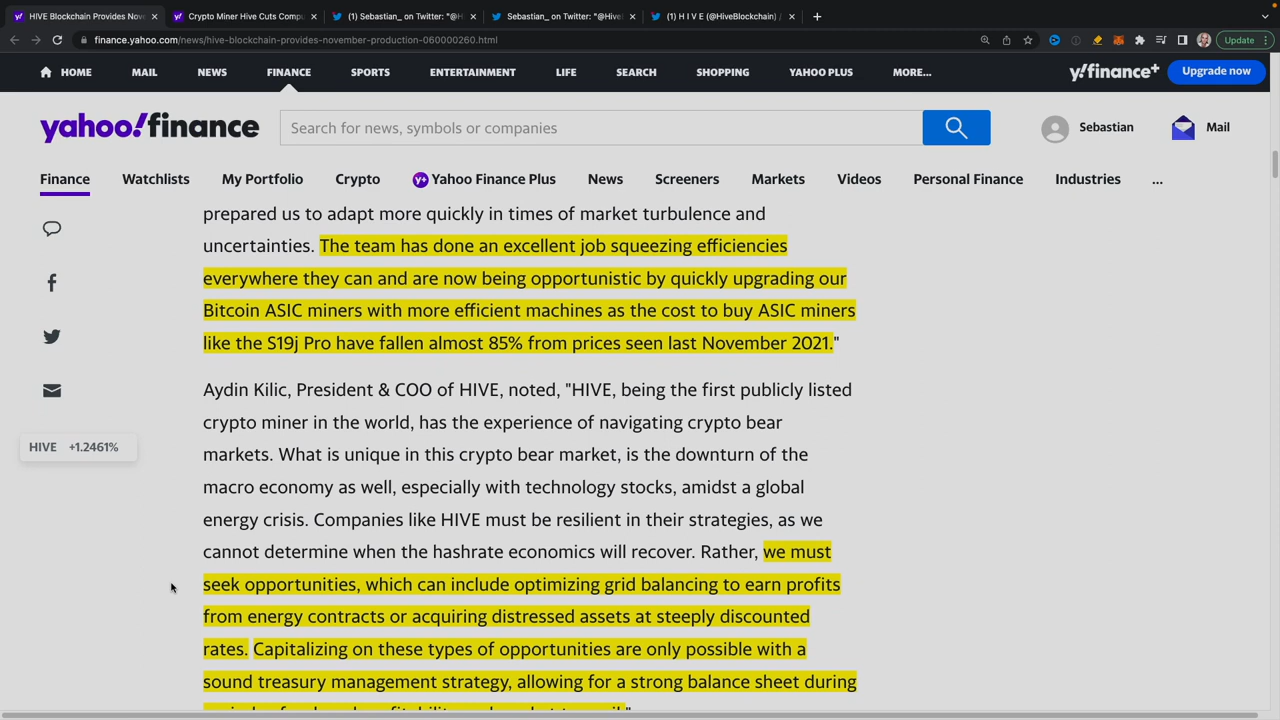 HIVE Blockchain Provides Nov
Crypto Miner Hive Cuts Compu
(1) Sebastian_ on Twitter: "@H
Sebastian_ on Twitter: "@Hive
(1) H I V E (@HiveBlockchain) /
finance.yahoo.com/news/hive-blockchain-provides-november-production-060000260.html
Update
HOME MAIL NEWS FINANCE SPORTS ENTERTAINMENT LIFE SEARCH SHOPPING YAHOO PLUS MORE... y!finance+ Upgrade now
yahoo!finance Search for news, symbols or companies Sebastian Mail
Finance Watchlists My Portfolio Crypto Y+ Yahoo Finance Plus News Screeners Markets Videos Personal Finance Industries ...
prepared us to adapt more quickly in times of market turbulence and
uncertainties. The team has done an excellent job squeezing efficiencies
everywhere they can and are now being opportunistic by quickly upgrading our
Bitcoin ASIC miners with more efficient machines as the cost to buy ASIC miners
like the S19j Pro have fallen almost 85% from prices seen last November 2021."
Aydin Kilic, President & COO of HIVE, noted, "HIVE, being the first publicly listed
crypto miner in the world, has the experience of navigating crypto bear
HIVE +1.2461%
markets. What is unique in this crypto bear market, is the downturn of the
macro economy as well, especially with technology stocks, amidst a global
energy crisis. Companies like HIVE must be resilient in their strategies, as we
cannot determine when the hashrate economics will recover. Rather, we must
seek opportunities, which can include optimizing grid balancing to earn profits
from energy contracts or acquiring distressed assets at steeply discounted
rates. Capitalizing on these types of opportunities are only possible with a
sound treasury management strategy, allowing for a strong balance sheet during